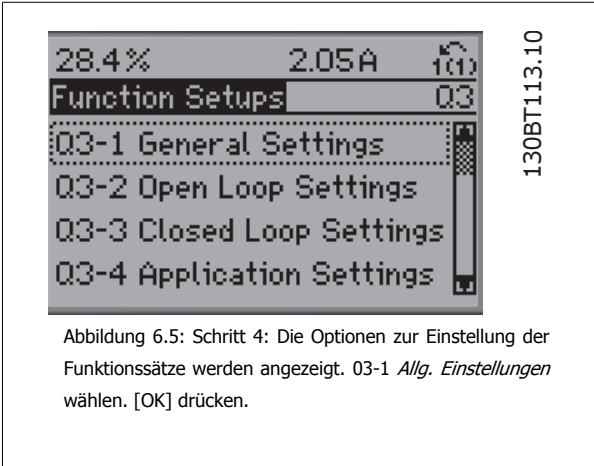 28.4%  2.05A  1(1)
Function Setups  Q3
Q3-1 General Settings
Q3-2 Open Loop Settings
Q3-3 Closed Loop Settings
Q3-4 Application Settings
130BT113.10
Abbildung 6.5: Schritt 4: Die Optionen zur Einstellung der
Funktionssätze werden angezeigt. 03-1 Allg. Einstellungen
wählen. [OK] drücken.